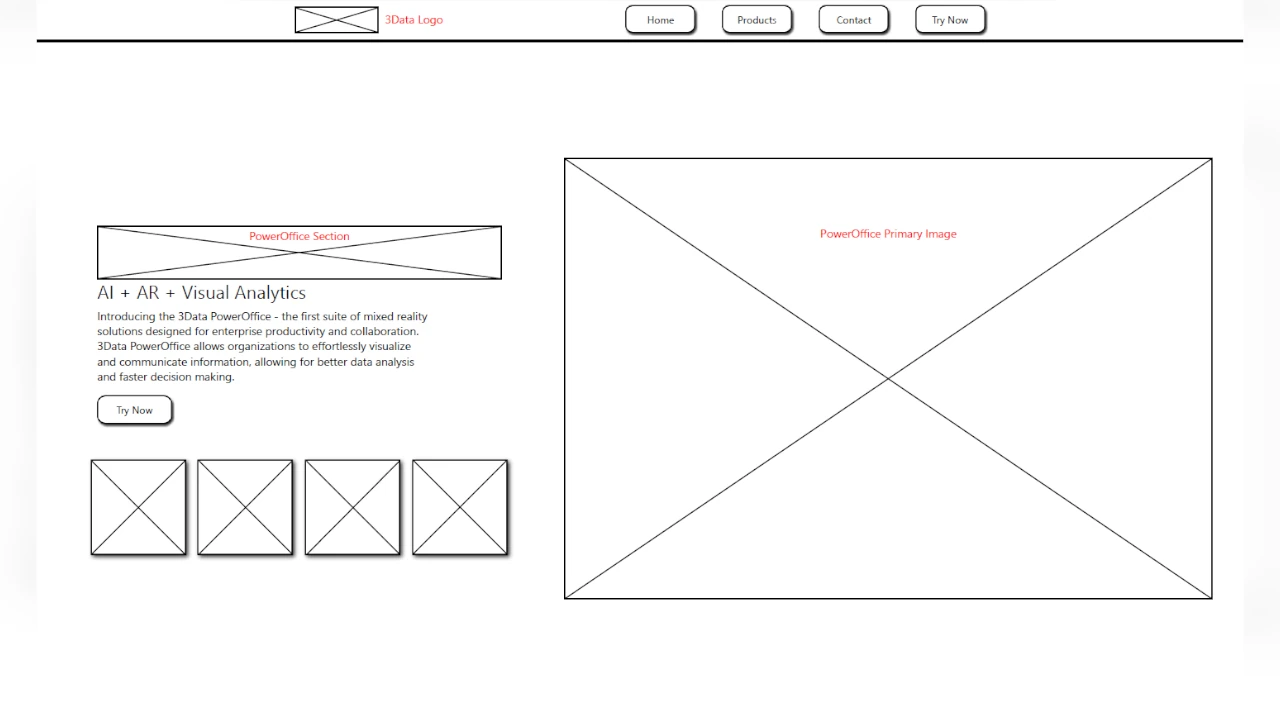 3Data Logo
Home
Products
Contact
Try Now
PowerOffice Section
AI + AR + Visual Analytics
Introducing the 3Data PowerOffice - the first suite of mixed reality
solutions designed for enterprise productivity and collaboration.
3Data PowerOffice allows organizations to effortlessly visualize
and communicate information, allowing for better data analysis
and faster decision making.
Try Now
PowerOffice Primary Image